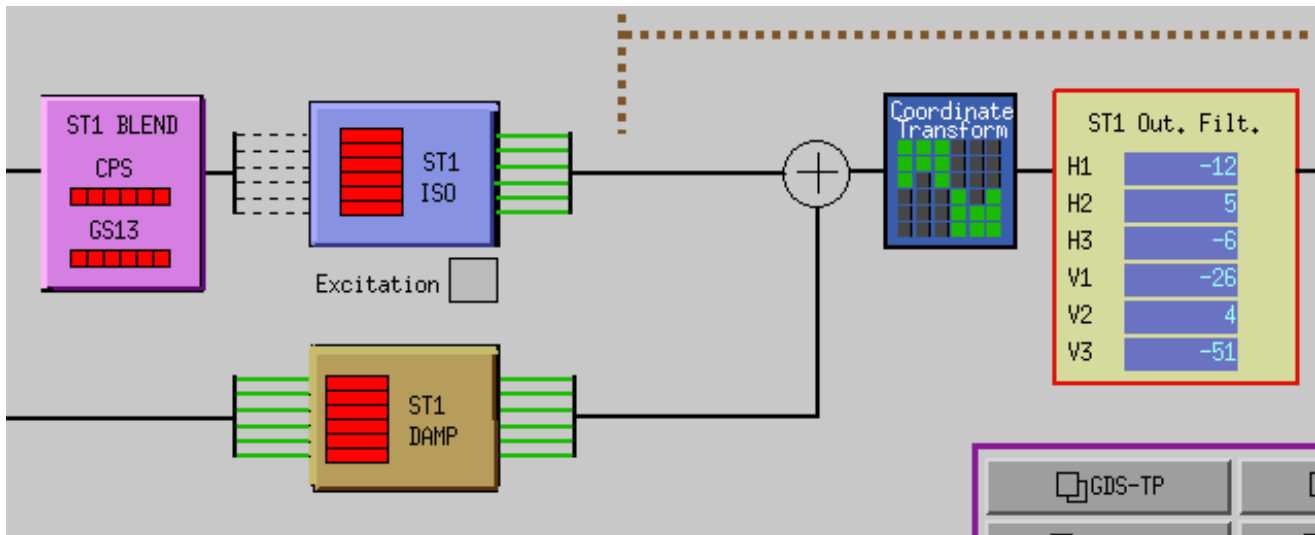 ST1 BLEND
CPS
GS13
ST1
ISO
Excitation
ST1
DAMP
Coordinate
Transform
ST1 Out. Filt.
H1 -12
H2 5
H3 -6
V1 -26
V2 4
V3 -51
GDS-TP